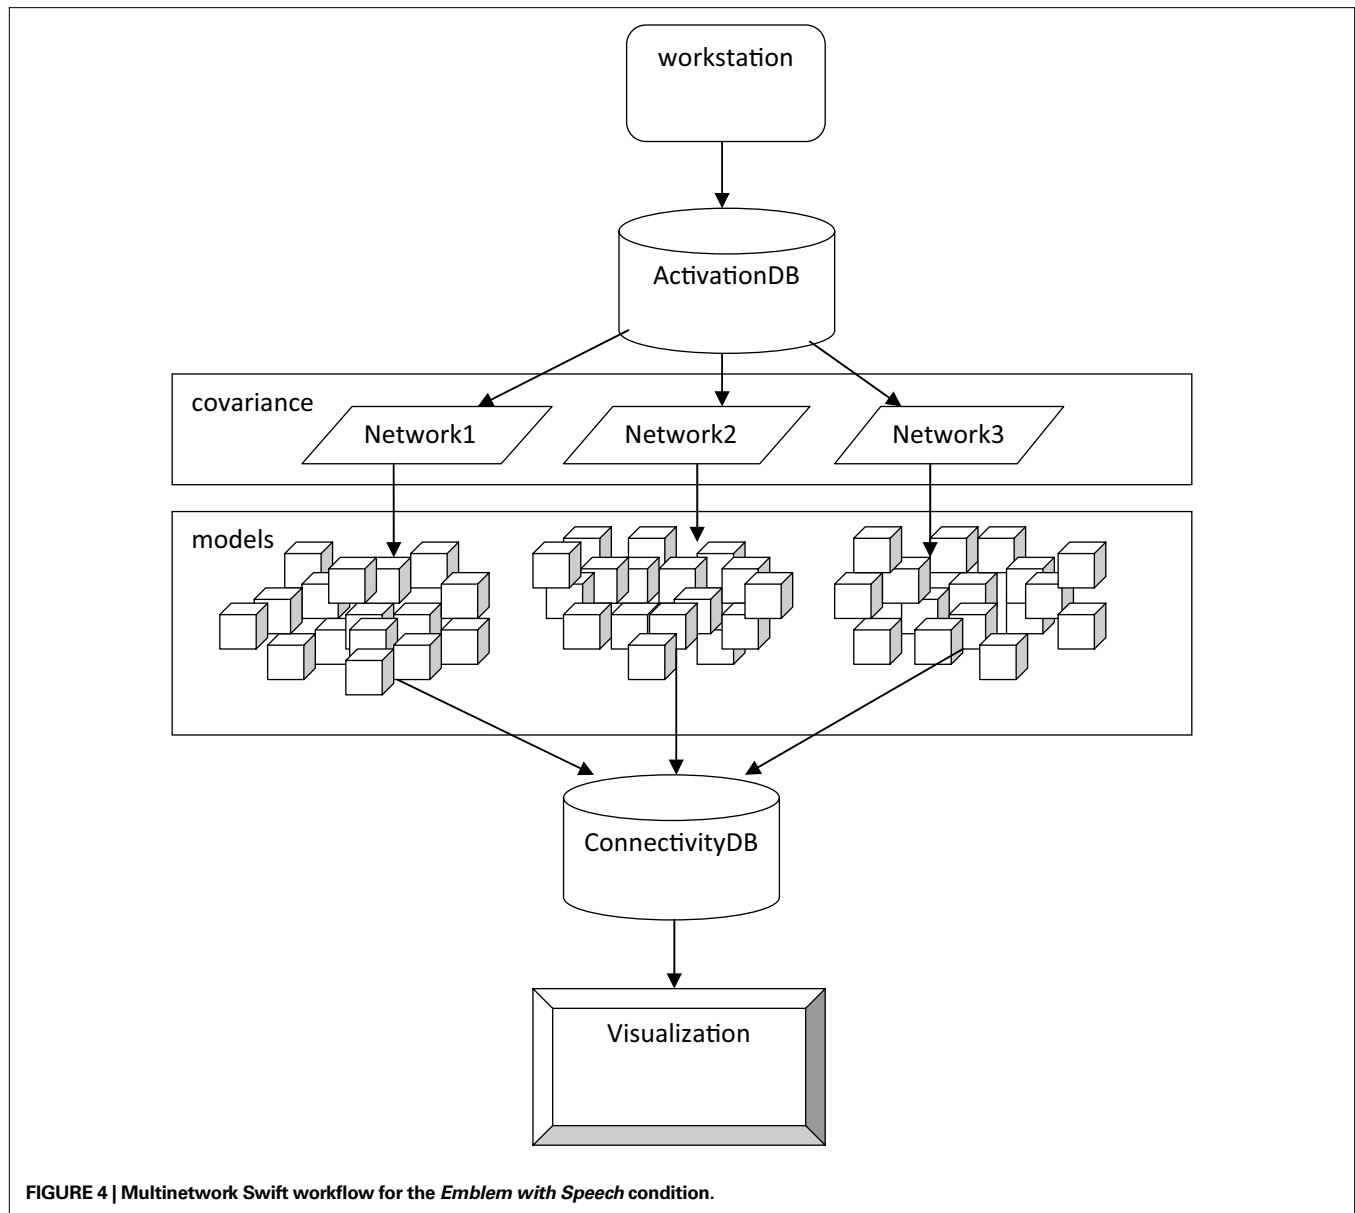 workstation
ActivationDB
covariance
Network1
Network2
Network3
models
ConnectivityDB
Visualization
FIGURE 4 | Multinetwork Swift workflow for the Emblem with Speech condition.